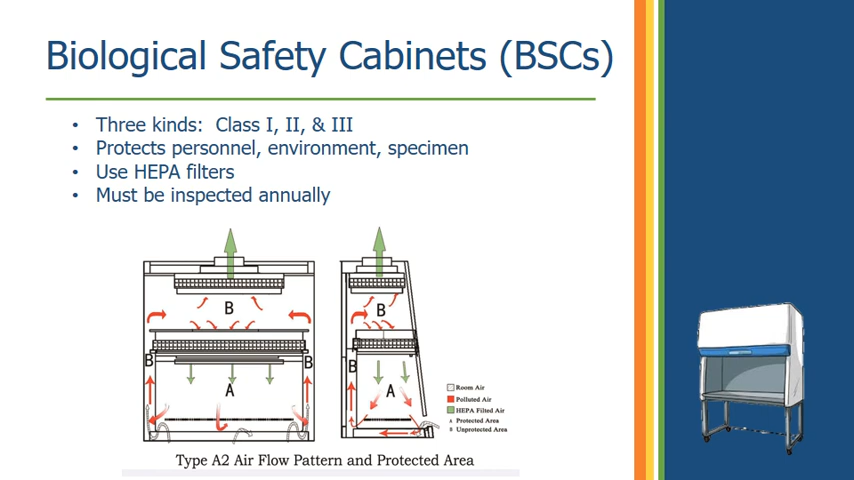 Biological Safety Cabinets (BSCs)
• Three kinds: Class I, II, & III
• Protects personnel, environment, specimen
• Use HEPA filters
• Must be inspected annually
B
B
B
B
B
A
A
B
Room Air
Polluted Air
HEPA Filted Air
A Protected Area
B Unprotected Area
Type A2 Air Flow Pattern and Protected Area